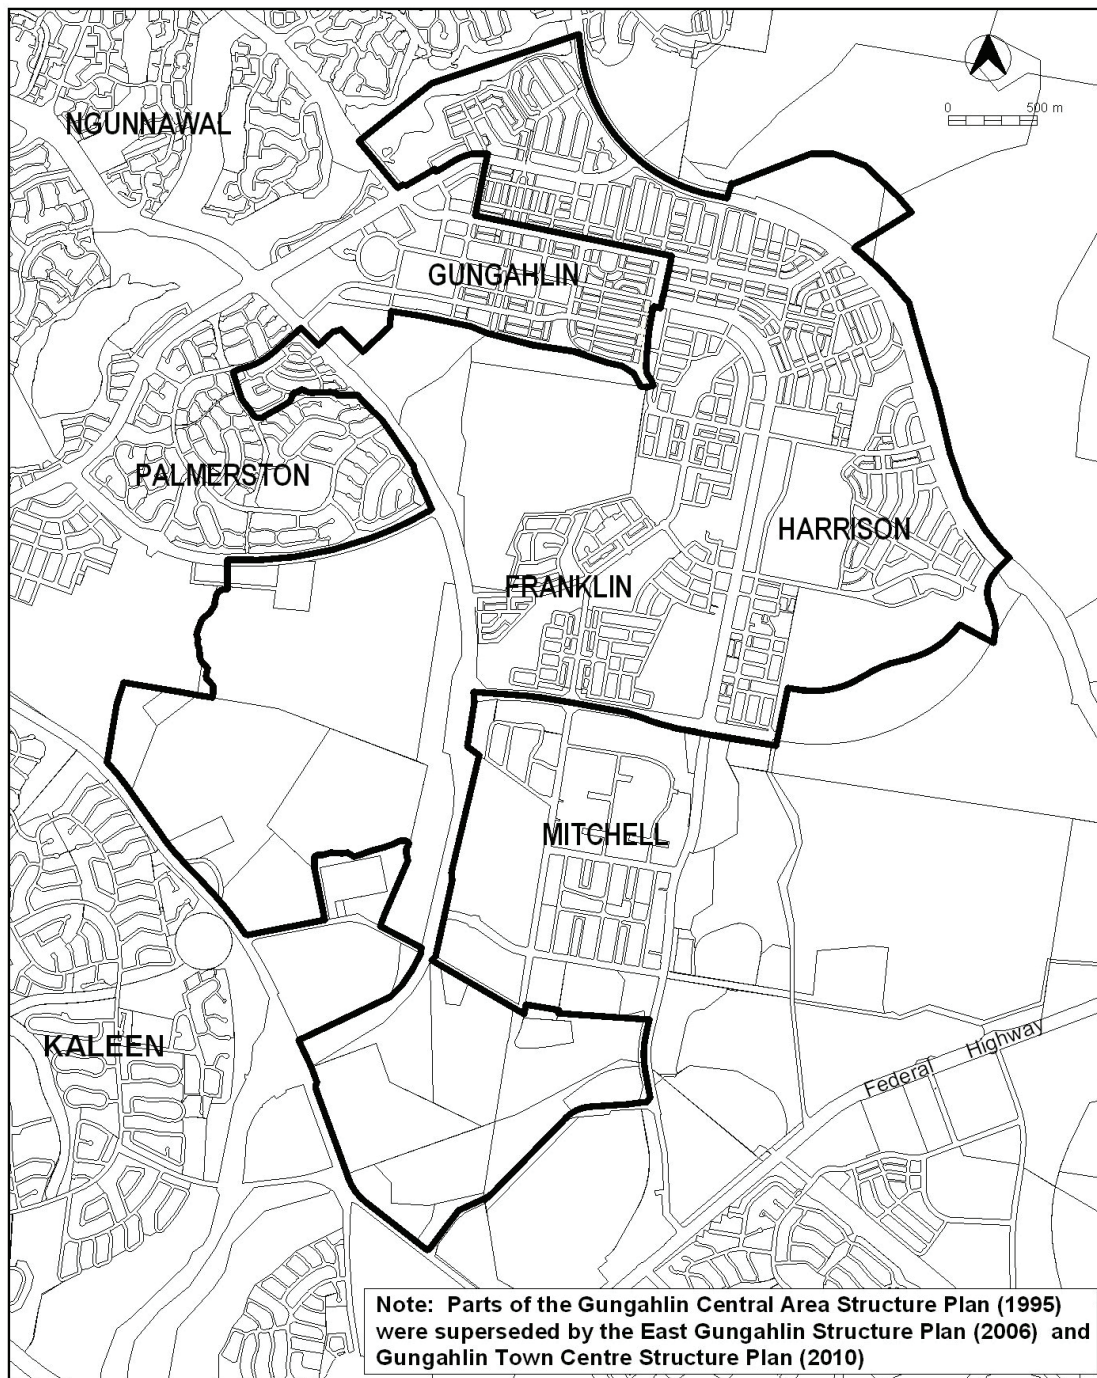 NGUNNAWAL
0 500 m
GUNGAHLIN
PALMERSTON
HARRISON
FRANKLIN
MITCHELL
KALEEN
Federal Highway
Note: Parts of the Gungahlin Central Area Structure Plan (1995)
were superseded by the East Gungahlin Structure Plan (2006) and
Gungahlin Town Centre Structure Plan (2010)